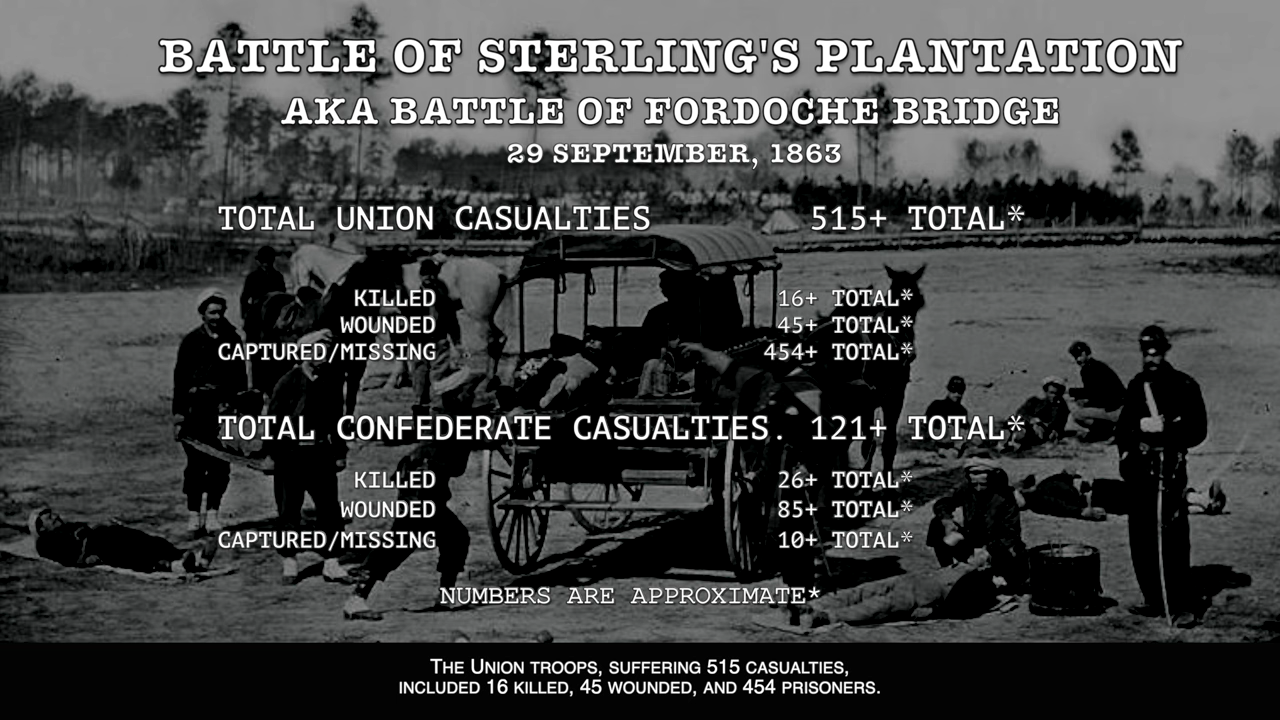 BATTLE OF STERLING'S PLANTATION
AKA BATTLE OF FORDOCHE BRIDGE
29 SEPTEMBER, 1863
TOTAL UNION CASUALTIES 515+ TOTAL*
KILLED 16+ TOTAL*
WOUNDED 45+ TOTAL*
CAPTURED/MISSING 454+ TOTAL*
TOTAL CONFEDERATE CASUALTIES. 121+ TOTAL*
KILLED 26+ TOTAL*
WOUNDED 85+ TOTAL*
CAPTURED/MISSING 10+ TOTAL*
NUMBERS ARE APPROXIMATE*
THE UNION TROOPS, SUFFERING 515 CASUALTIES,
INCLUDED 16 KILLED, 45 WOUNDED, AND 454 PRISONERS.